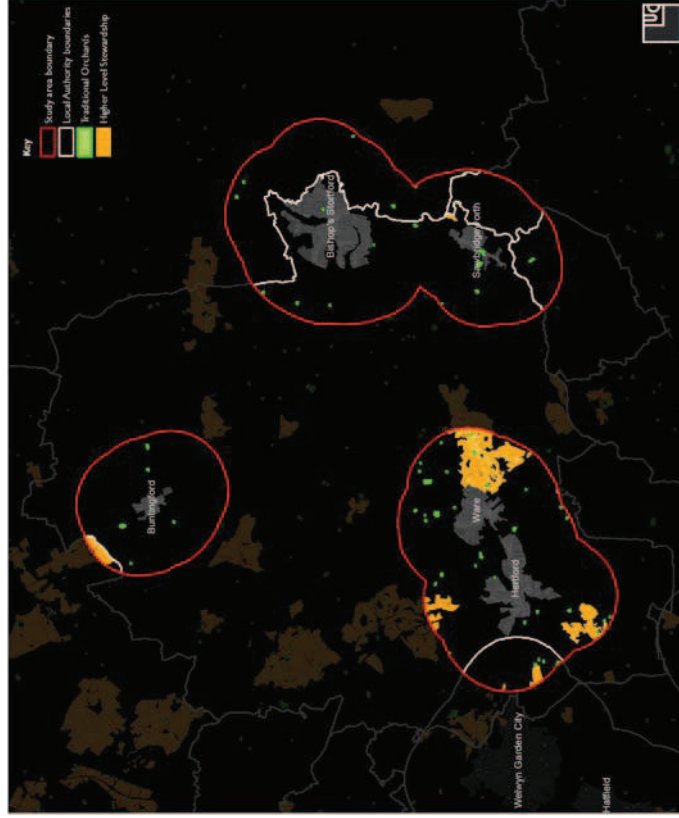 Key
Study area boundary
Local Authority boundaries
Traditional Orchards
Higher Level Stewardship
Bishop's Stortford
Sawbridgeworth
Buntingford
Ware
Hertford
Welwyn Garden City
Hatfield